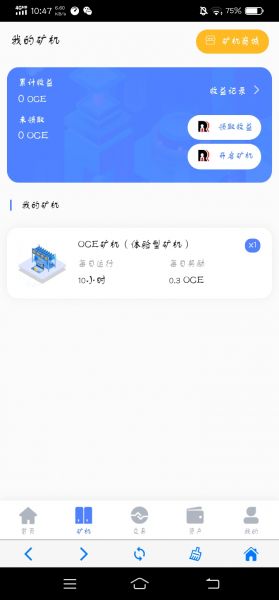 4G 10:47 6.60 KB/s 75%
我的矿机
矿机商城
累计收益
0 OCE
收益记录
未领取
0 OCE
领取收益
开启矿机
我的矿机
OCE矿机（体验型矿机）
x1
每日运行
每日奖励
10小时
0.3 OCE
首页
矿机
交易
资产
我的